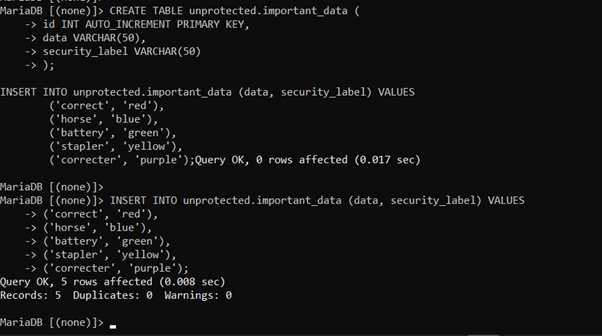 MariaDB [(none)]> CREATE TABLE unprotected.important_data (
    -> id INT AUTO_INCREMENT PRIMARY KEY,
    -> data VARCHAR(50),
    -> security_label VARCHAR(50)
    -> );
INSERT INTO unprotected.important_data (data, security_label) VALUES
        ('correct', 'red'),
        ('horse', 'blue'),
        ('battery', 'green'),
        ('stapler', 'yellow'),
        ('correcter', 'purple');Query OK, 0 rows affected (0.017 sec)
MariaDB [(none)]>
MariaDB [(none)]> INSERT INTO unprotected.important_data (data, security_label) VALUES
    -> ('correct', 'red'),
    -> ('horse', 'blue'),
    -> ('battery', 'green'),
    -> ('stapler', 'yellow'),
    -> ('correcter', 'purple');
Query OK, 5 rows affected (0.008 sec)
Records: 5  Duplicates: 0  Warnings: 0
MariaDB [(none)]>